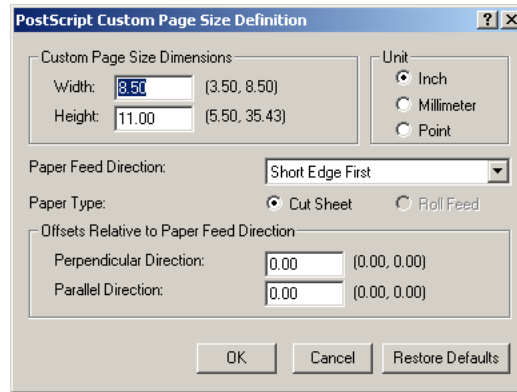 PostScript Custom Page Size Definition
Custom Page Size Dimensions
Width: 8.50 (3.50, 8.50)
Height: 11.00 (5.50, 35.43)
Unit
Inch
Millimeter
Point
Paper Feed Direction: Short Edge First
Paper Type: Cut Sheet Roll Feed
Offsets Relative to Paper Feed Direction
Perpendicular Direction: 0.00 (0.00, 0.00)
Parallel Direction: 0.00 (0.00, 0.00)
OK Cancel Restore Defaults